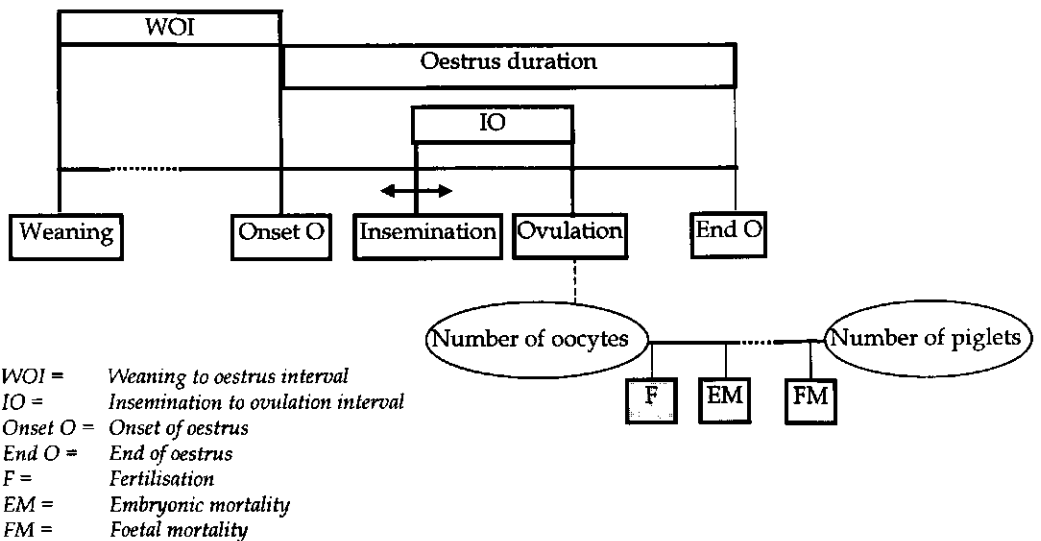 WOI
Oestrus duration
IO
Weaning
Onset O
Insemination
Ovulation
End O
Number of oocytes
Number of piglets
F
EM
FM
WOI = Weaning to oestrus interval
IO = Insemination to ovulation interval
Onset O = Onset of oestrus
End O = End of oestrus
F = Fertilisation
EM = Embryonic mortality
FM = Foetal mortality